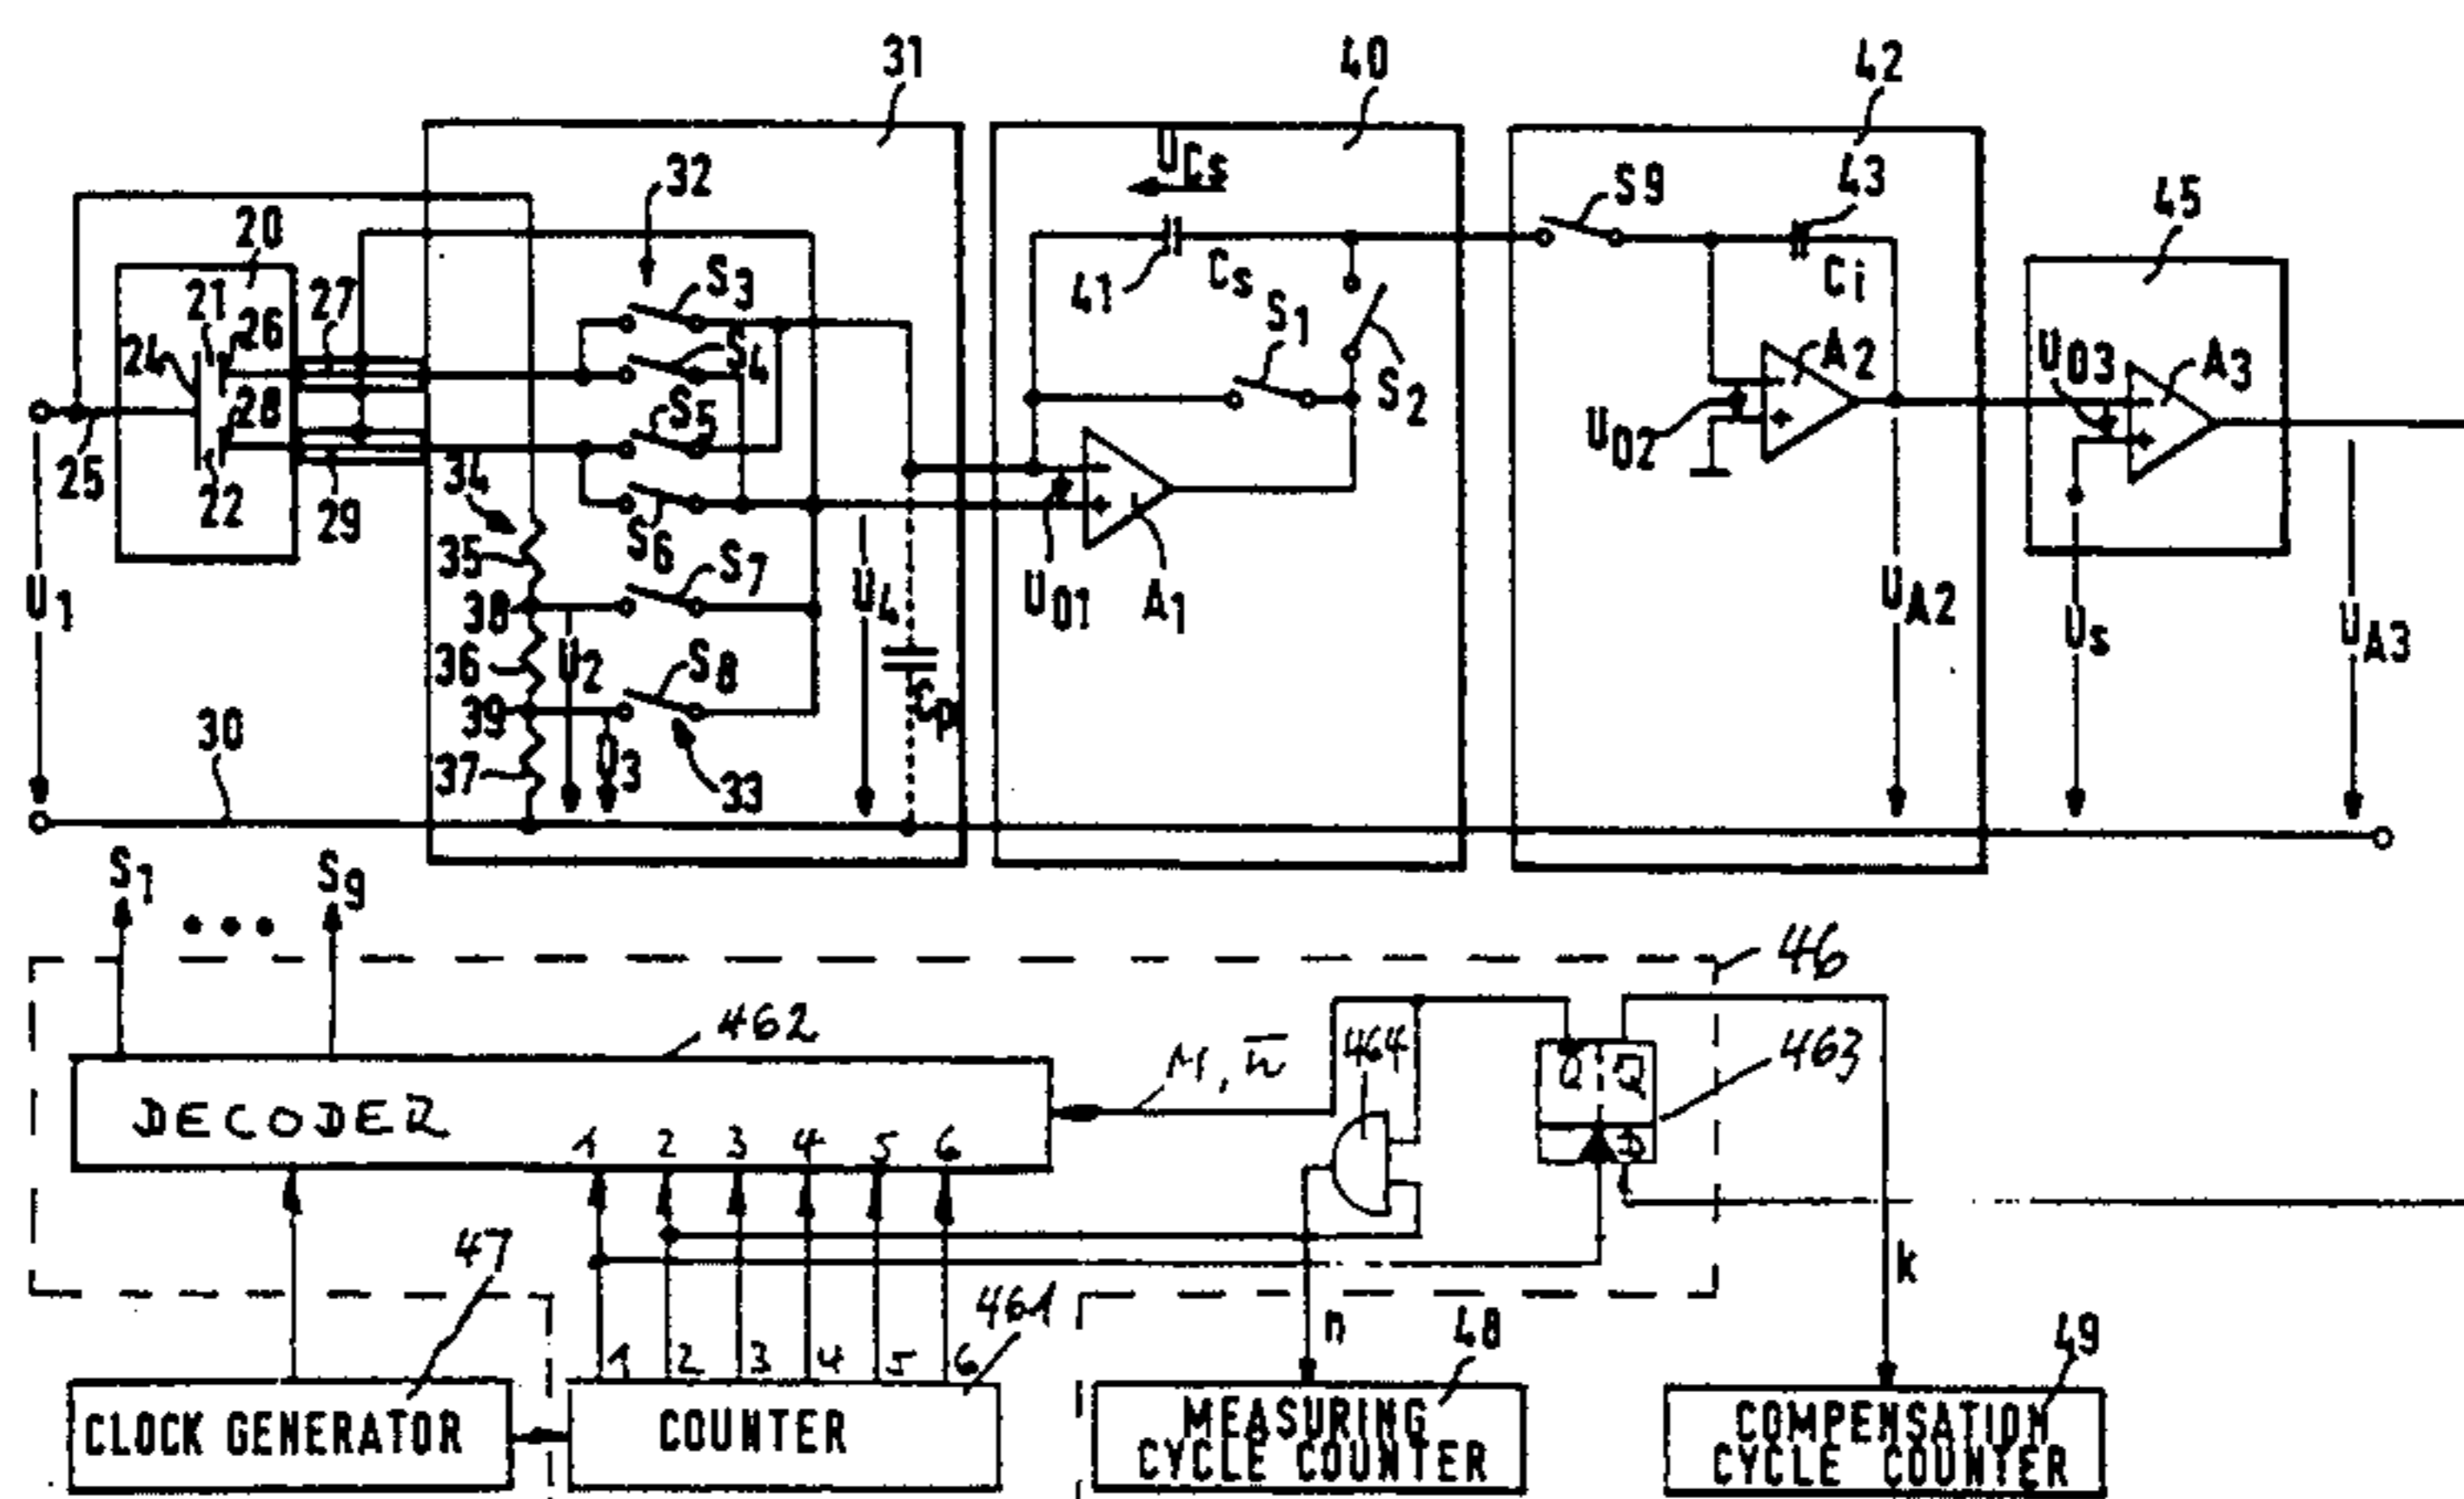 31
40
42
32
UCs
S9
43
45
20
21
26
27
S3
S4
41
Cs
S1
S2
Ci
A2
U03
A3
24
28
S5
U02
25
22
29
34
S6
35
S7
U4
U01
A1
UA2
U1
38
36
U2
S8
Us
UA3
39
37
U3
33
Cp
30
S1
• • •
S9
46
462
M, n̅
464
Q
Q̅
463
D
DECODER
1 2 3 4 5 6
47
461
n
48
k
49
1 2 3 4 5 6
CLOCK GENERATOR
COUNTER
MEASURING
CYCLE COUNTER
COMPENSATION
CYCLE COUNTER